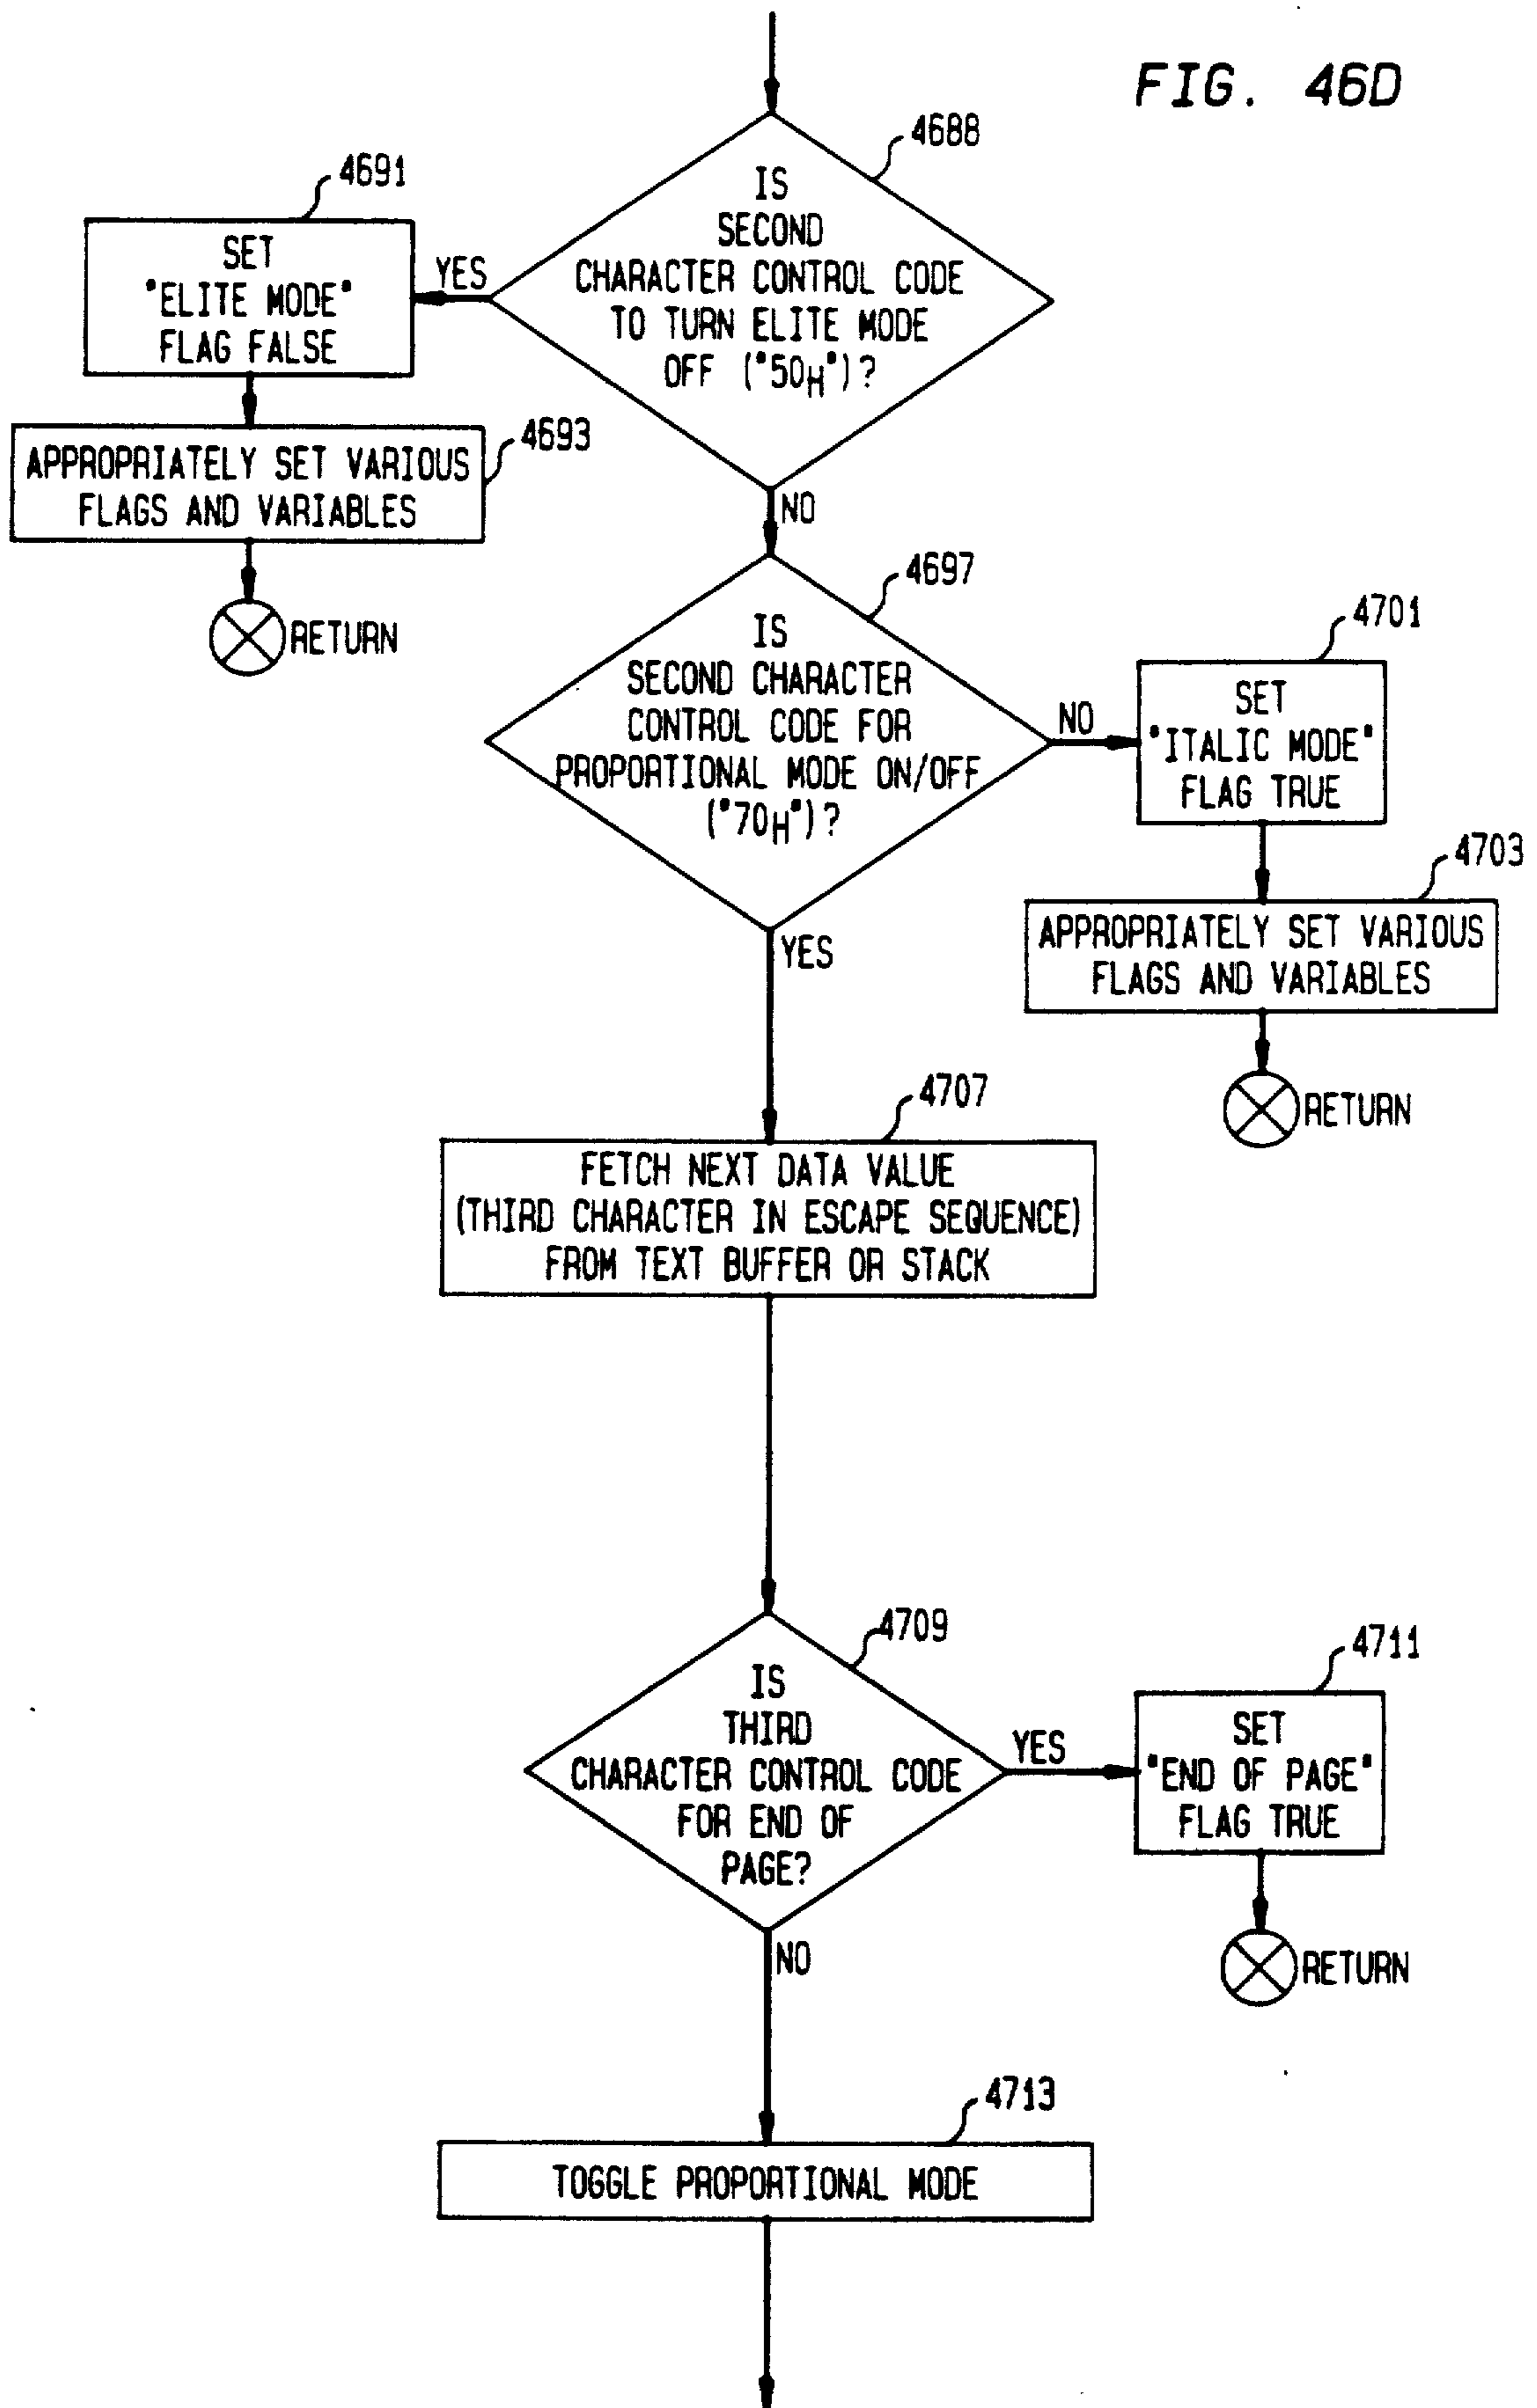 FIG. 46D
4688
IS
SECOND
CHARACTER CONTROL CODE
TO TURN ELITE MODE
OFF ("50H")?
YES
4691
SET
"ELITE MODE"
FLAG FALSE
4693
APPROPRIATELY SET VARIOUS
FLAGS AND VARIABLES
RETURN
NO
4697
IS
SECOND CHARACTER
CONTROL CODE FOR
PROPORTIONAL MODE ON/OFF
("70H")?
NO
4701
SET
"ITALIC MODE"
FLAG TRUE
4703
APPROPRIATELY SET VARIOUS
FLAGS AND VARIABLES
RETURN
YES
4707
FETCH NEXT DATA VALUE
(THIRD CHARACTER IN ESCAPE SEQUENCE)
FROM TEXT BUFFER OR STACK
4709
IS
THIRD
CHARACTER CONTROL CODE
FOR END OF
PAGE?
YES
4711
SET
"END OF PAGE"
FLAG TRUE
RETURN
NO
4713
TOGGLE PROPORTIONAL MODE